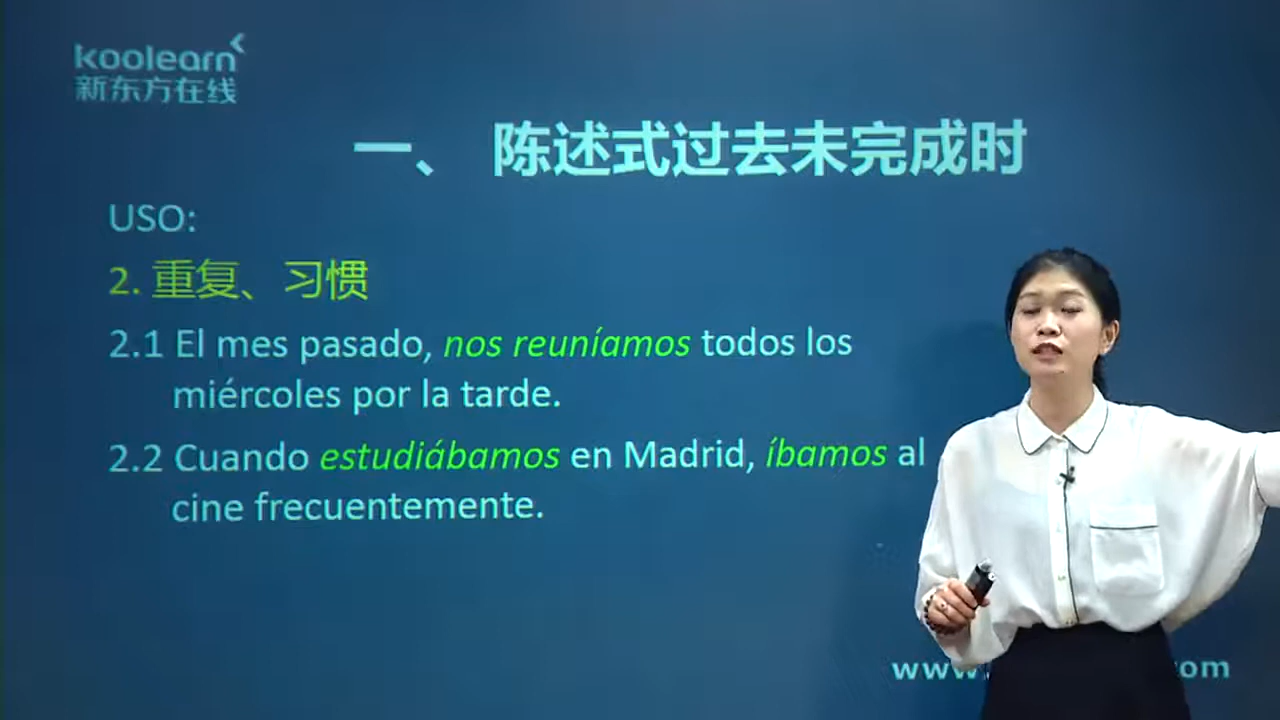 koolearn
新东方在线
一、 陈述式过去未完成时
USO:
2. 重复、习惯
2.1 El mes pasado, nos reuníamos todos los
miércoles por la tarde.
2.2 Cuando estudiábamos en Madrid, íbamos al
cine frecuentemente.
www
om